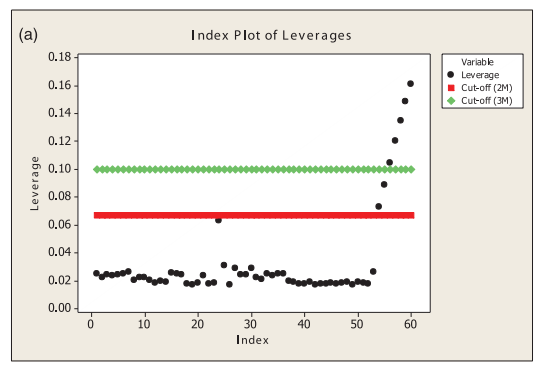 (a)
Index Plot of Leverages
0.18
0.16
0.14
0.12
0.10
0.08
0.06
0.04
0.02
0.00
Leverage
0
10
20
30
40
50
60
Index
Variable
Leverage
Cut-off (2M)
Cut-off (3M)